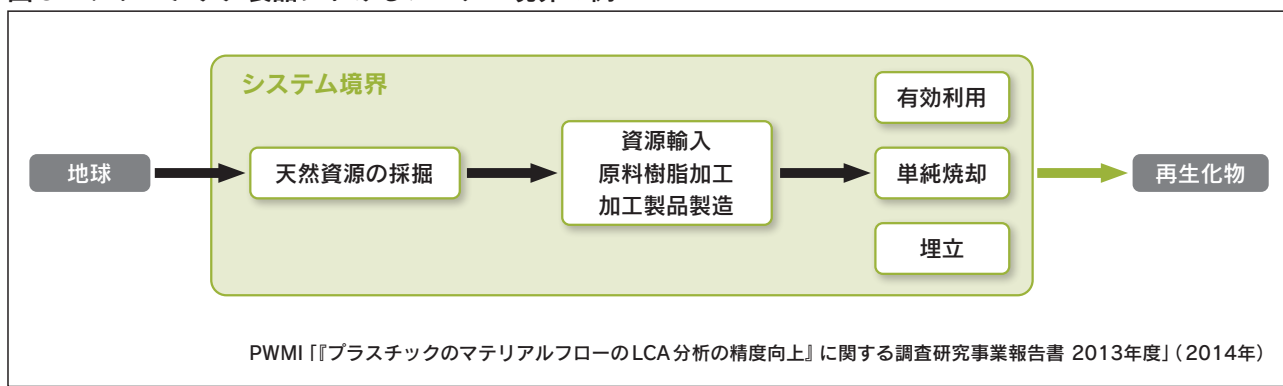 システム境界
地球
天然資源の採掘
資源輸入
原料樹脂加工
加工製品製造
有効利用
単純焼却
埋立
再生化物
PWMI「『プラスチックのマテリアルフローのLCA分析の精度向上』に関する調査研究事業報告書 2013年度」（2014年）